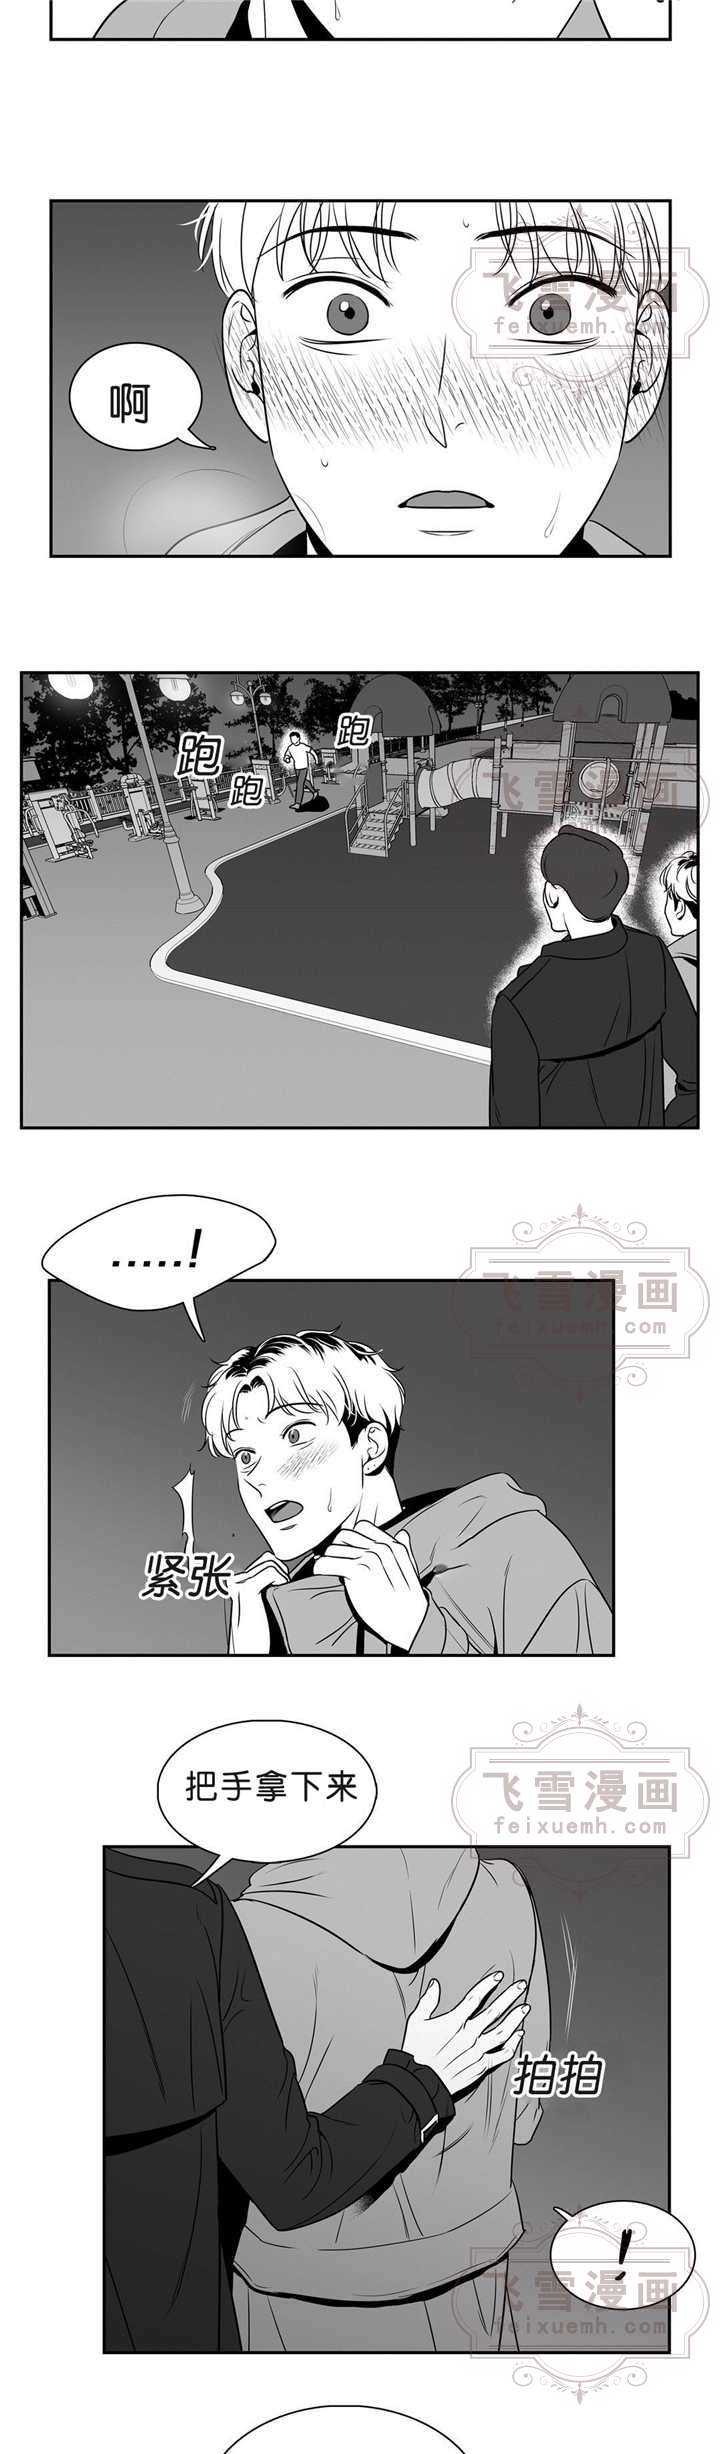 飞雪漫画
feixuemh.com
啊
跑
跑
跑
飞雪漫画
......!
飞雪漫画
feixuemh.com
紧张
把手拿下来
飞雪漫画
feixuemh.com
拍拍
!
飞雪漫画
feixuemh.com